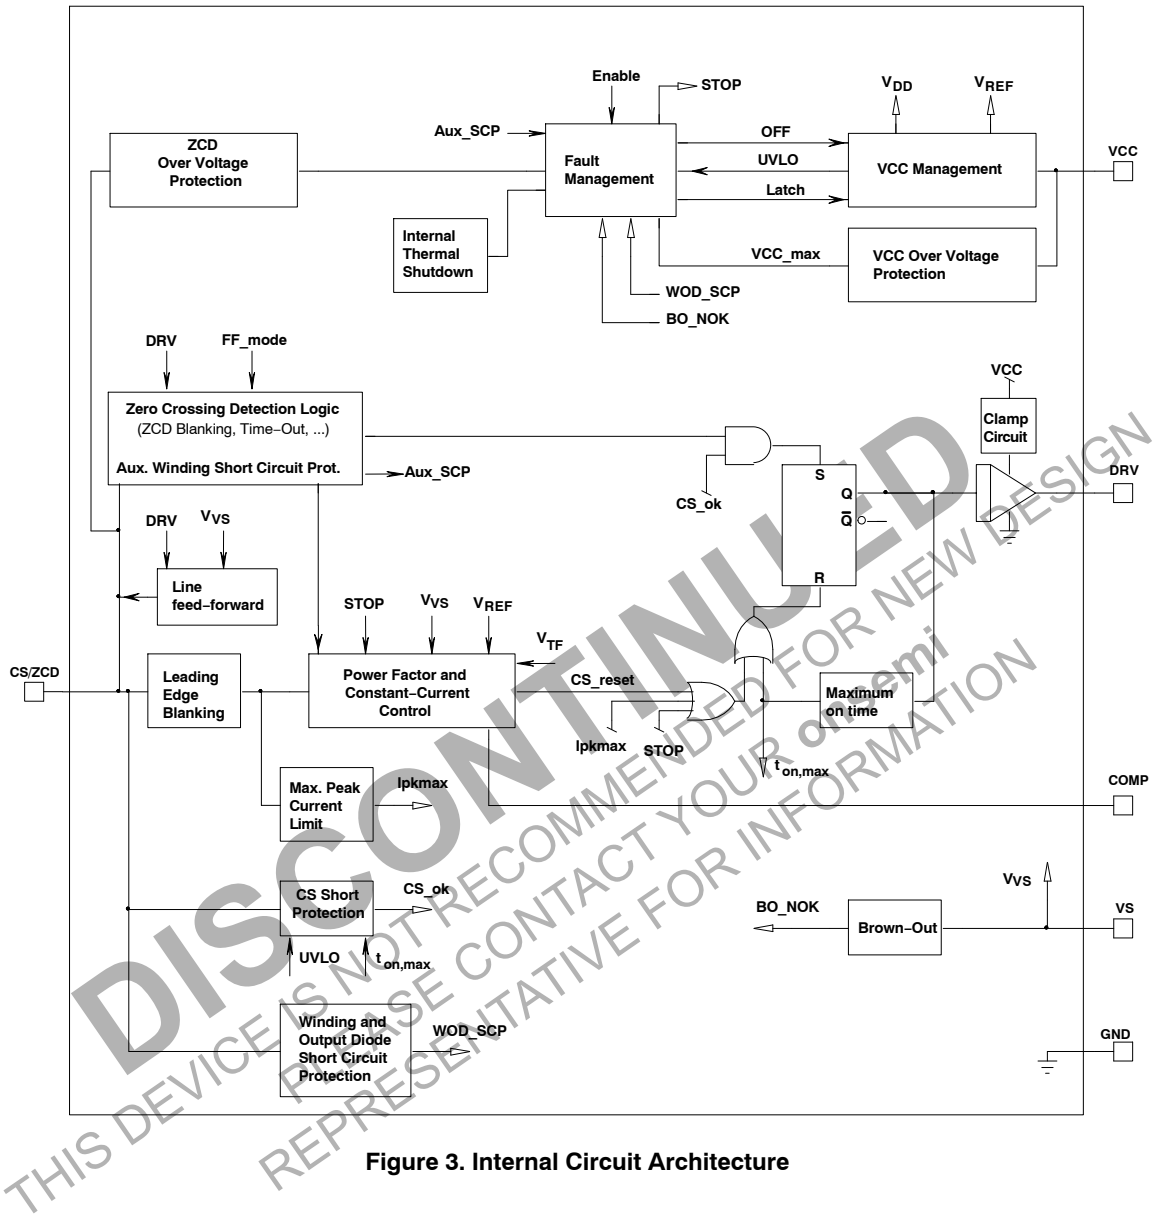 Enable
STOP
VDD
VREF
Aux_SCP
OFF
ZCD
Over Voltage
Protection
Fault
Management
UVLO
VCC Management
VCC
Latch
Internal
Thermal
Shutdown
VCC_max
VCC Over Voltage
Protection
WOD_SCP
BO_NOK
DRV
FF_mode
VCC
Zero Crossing Detection Logic
(ZCD Blanking, Time−Out, ...)
Aux. Winding Short Circuit Prot.
Aux_SCP
Clamp
Circuit
S
Q
Q
R
CS_ok
DRV
DRV
VVS
Line
feed−forward
STOP
VVS
VREF
VTF
CS/ZCD
Leading
Edge
Blanking
Power Factor and
Constant−Current
Control
CS_reset
Ipkmax
STOP
Maximum
on time
ton,max
Max. Peak
Current
Limit
Ipkmax
COMP
CS Short
Protection
CS_ok
UVLO
ton,max
VVS
BO_NOK
Brown−Out
VS
Winding and
Output Diode
Short Circuit
Protection
WOD_SCP
GND
DISCONTINUED
THIS DEVICE IS NOT RECOMMENDED FOR NEW DESIGN
PLEASE CONTACT YOUR onsemi
REPRESENTATIVE FOR INFORMATION
Figure 3. Internal Circuit Architecture